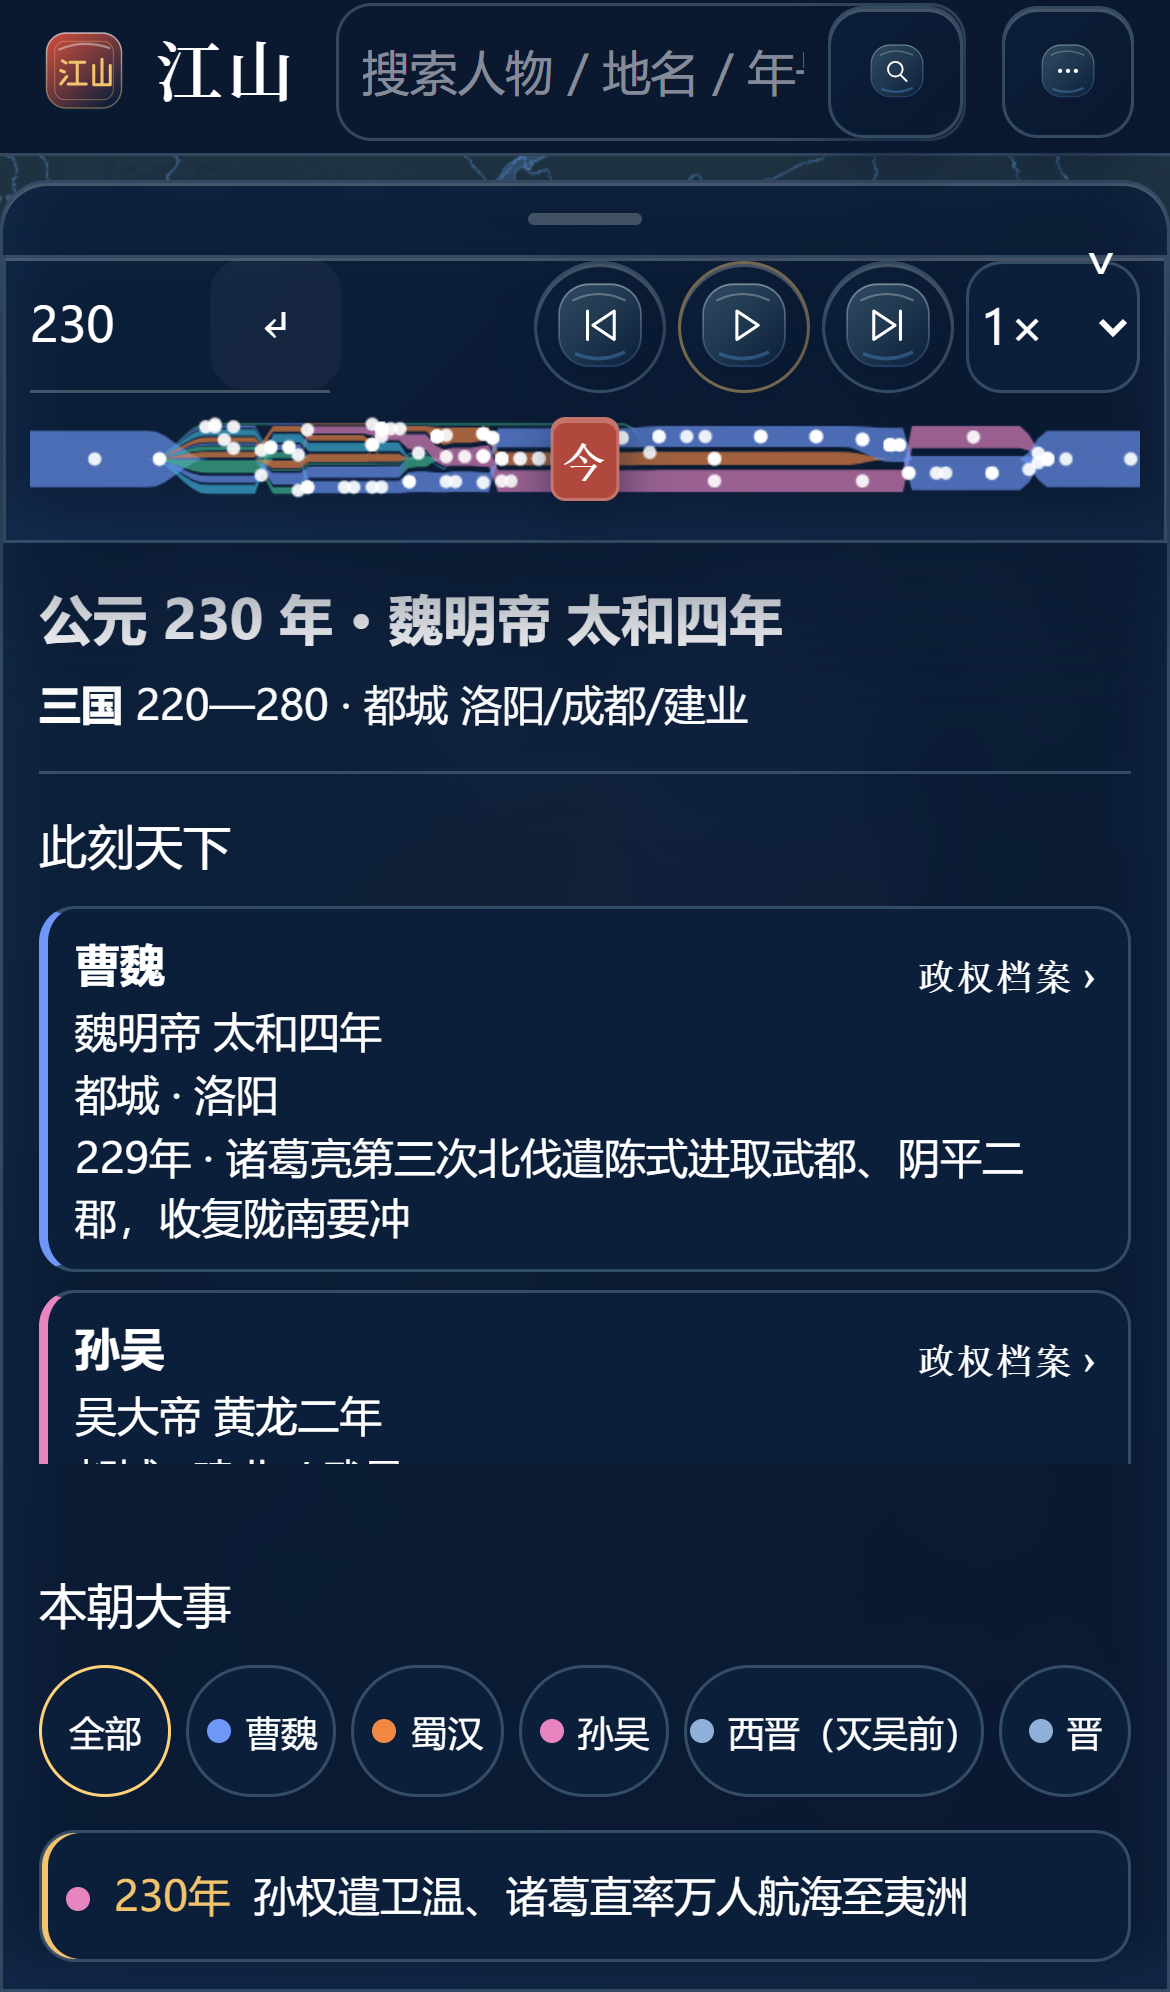 江山 江山 搜索人物 / 地名 / 年
230 1×
今
公元 230 年 • 魏明帝 太和四年
三国 220—280 · 都城 洛阳/成都/建业
此刻天下
曹魏 政权档案 ›
魏明帝 太和四年
都城 · 洛阳
229年 · 诸葛亮第三次北伐遣陈式进取武都、阴平二
郡，收复陇南要冲
孙吴 政权档案 ›
吴大帝 黄龙二年
本朝大事
全部 曹魏 蜀汉 孙吴 西晋（灭吴前） 晋
230年 孙权遣卫温、诸葛直率万人航海至夷洲